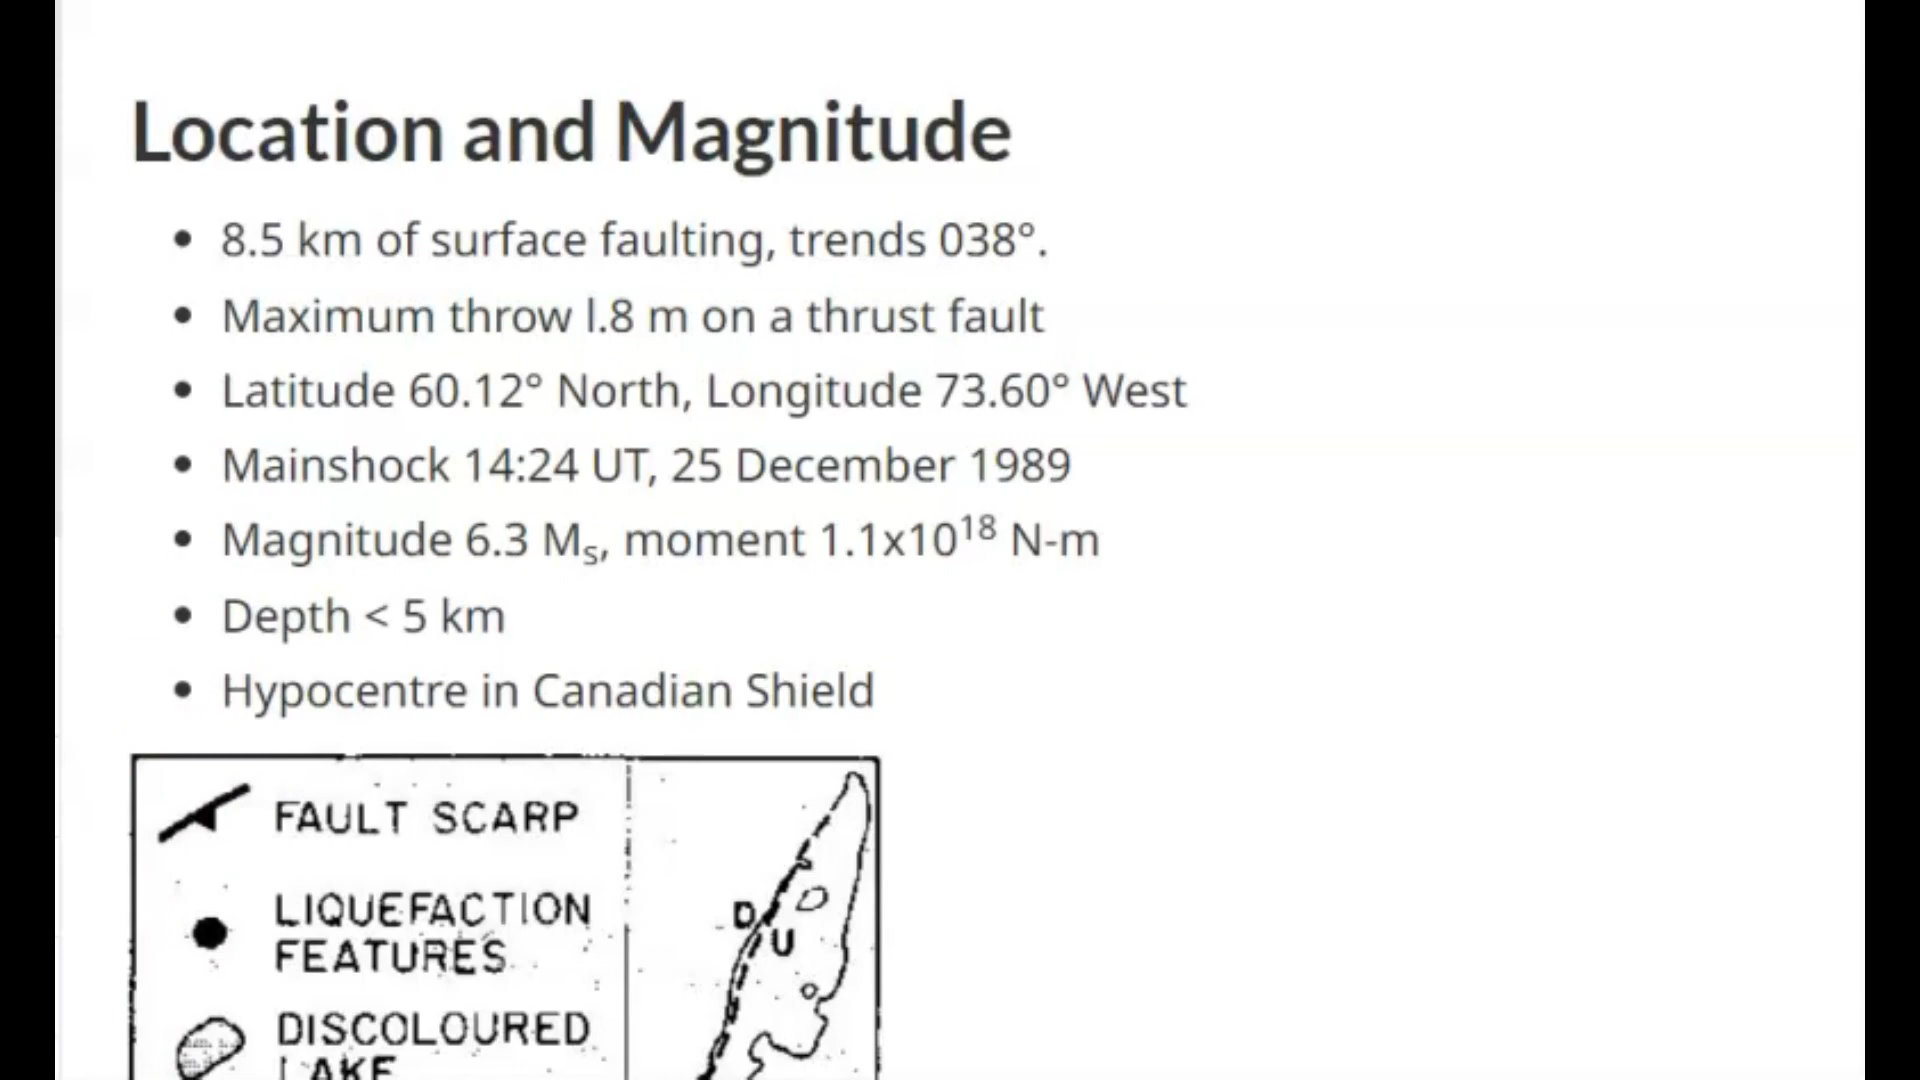 Location and Magnitude
• 8.5 km of surface faulting, trends 038°.
• Maximum throw l.8 m on a thrust fault
• Latitude 60.12° North, Longitude 73.60° West
• Mainshock 14:24 UT, 25 December 1989
• Magnitude 6.3 Mₛ, moment 1.1x10¹⁸ N-m
• Depth < 5 km
• Hypocentre in Canadian Shield
FAULT SCARP
LIQUEFACTION
FEATURES
DISCOLOURED
LAKE
D
U